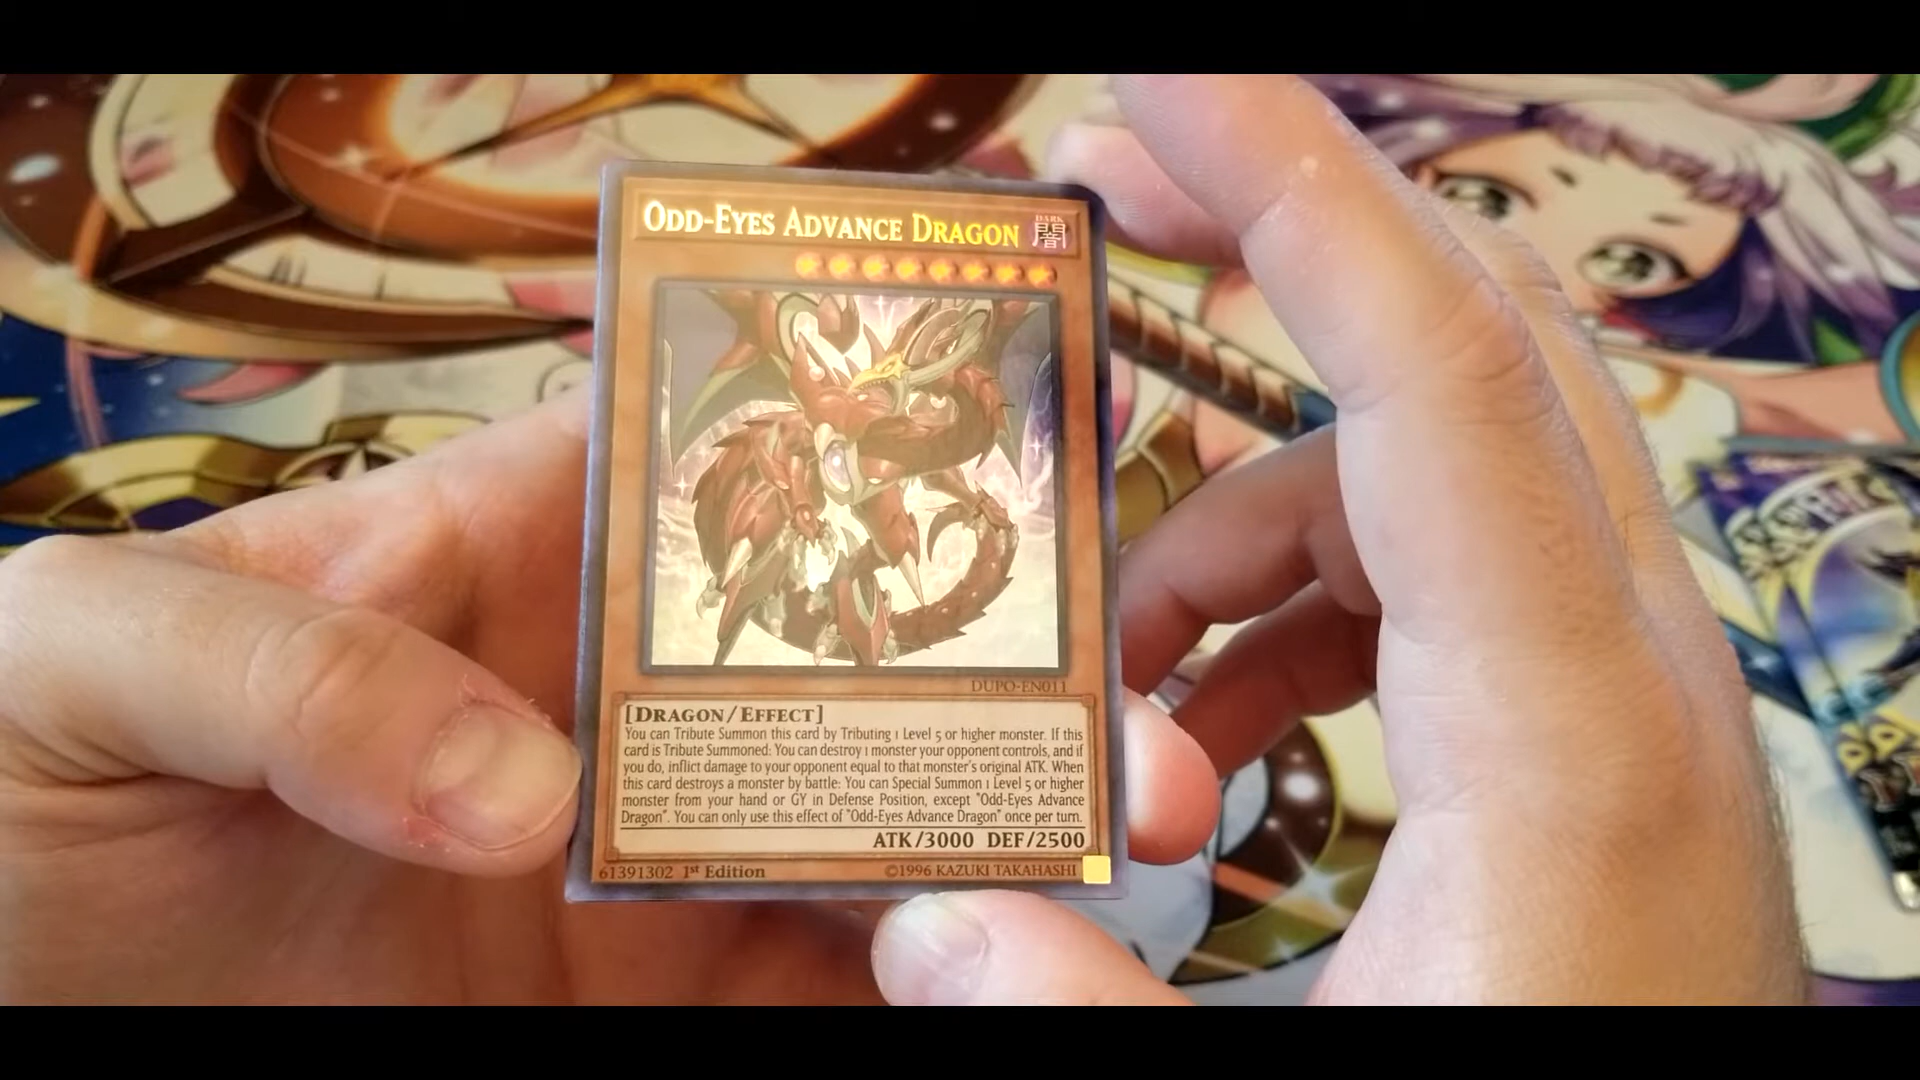 ODD-EYES ADVANCE DRAGON
DARK
闇
DUPO-EN011
[DRAGON/EFFECT]
You can Tribute Summon this card by Tributing 1 Level 5 or higher monster. If this
card is Tribute Summoned: You can destroy 1 monster your opponent controls, and if
you do, inflict damage to your opponent equal to that monster's original ATK. When
this card destroys a monster by battle: You can Special Summon 1 Level 5 or higher
monster from your hand or GY in Defense Position, except "Odd-Eyes Advance
Dragon". You can only use this effect of "Odd-Eyes Advance Dragon" once per turn.
ATK/3000 DEF/2500
61391302 1st Edition
©1996 KAZUKI TAKAHASHI